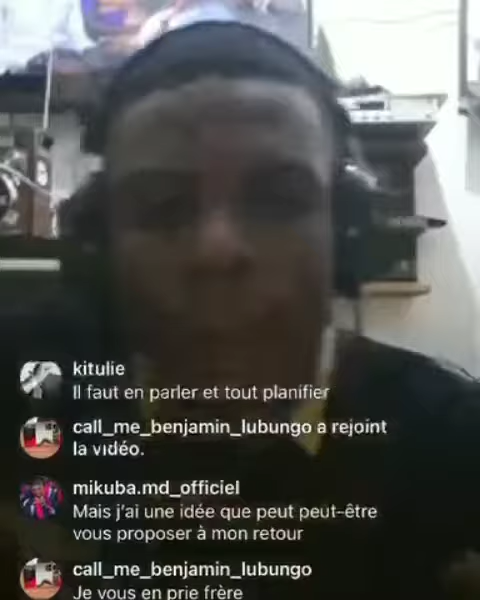 kitulie
Il faut en parler et tout planifier
call_me_benjamin_lubungo a rejoint
la vidéo.
mikuba.md_officiel
Mais j'ai une idée que peut peut-être
vous proposer à mon retour
call_me_benjamin_lubungo
Je vous en prie frère